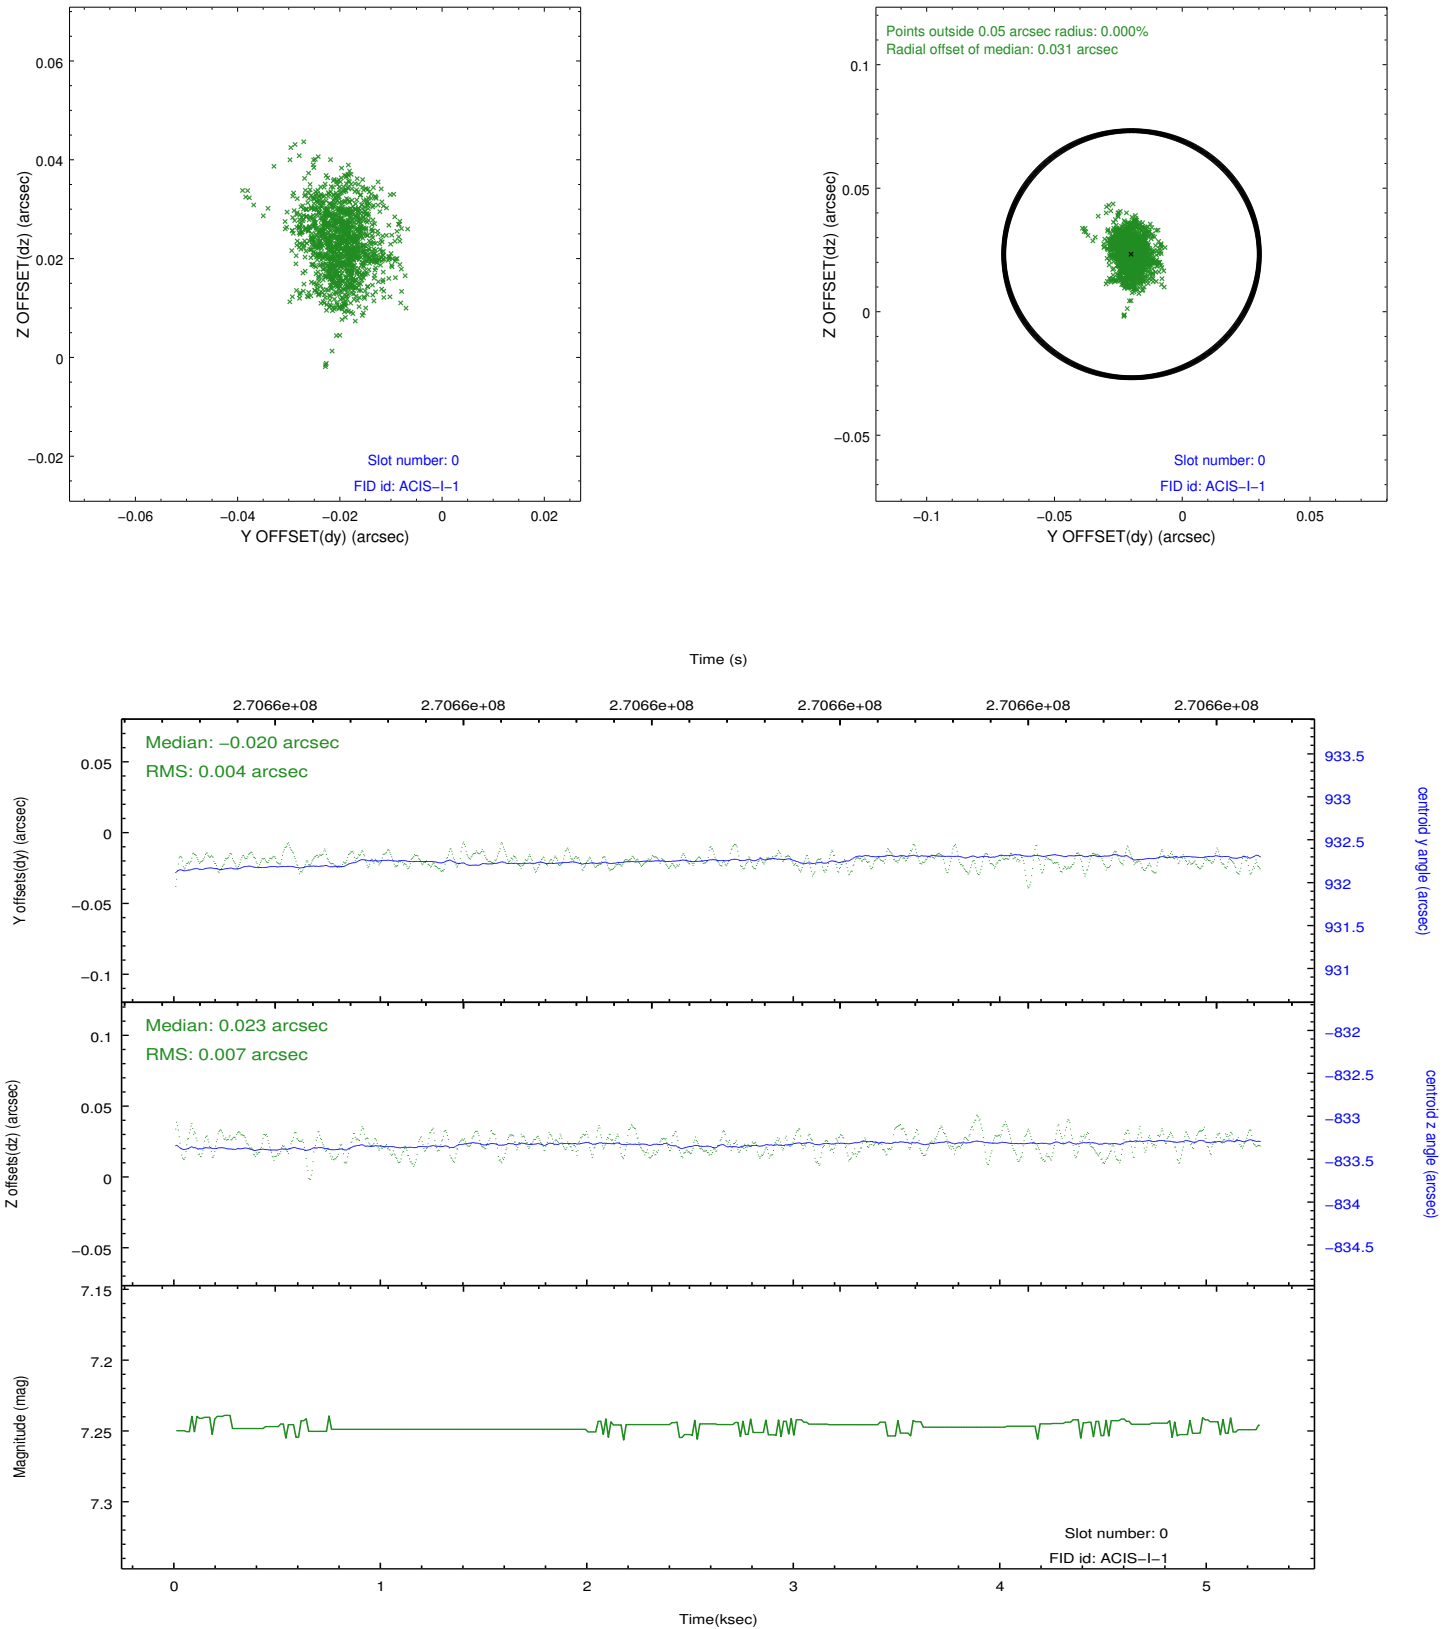 0.06
0.04
0.02
0
−0.02
Z OFFSET(dz) (arcsec)
Slot number: 0
FID id: ACIS−I−1
−0.06 −0.04 −0.02 0 0.02
Y OFFSET(dy) (arcsec)
Points outside 0.05 arcsec radius: 0.000%
Radial offset of median: 0.031 arcsec
0.1
0.05
0
−0.05
Z OFFSET(dz) (arcsec)
Slot number: 0
FID id: ACIS−I−1
−0.1 −0.05 0 0.05
Y OFFSET(dy) (arcsec)
Time (s)
2.7066e+08 2.7066e+08 2.7066e+08 2.7066e+08 2.7066e+08 2.7066e+08
Median: −0.020 arcsec
RMS: 0.004 arcsec
0.05
0
−0.05
−0.1
Y offsets(dy) (arcsec)
933.5
933
932.5
932
931.5
931
centroid y angle (arcsec)
Median: 0.023 arcsec
RMS: 0.007 arcsec
0.1
0.05
0
−0.05
Z offsets(dz) (arcsec)
−832
−832.5
−833
−833.5
−834
−834.5
centroid z angle (arcsec)
7.15
7.2
7.25
7.3
Magnitude (mag)
Slot number: 0
FID id: ACIS−I−1
0 1 2 3 4 5
Time(ksec)